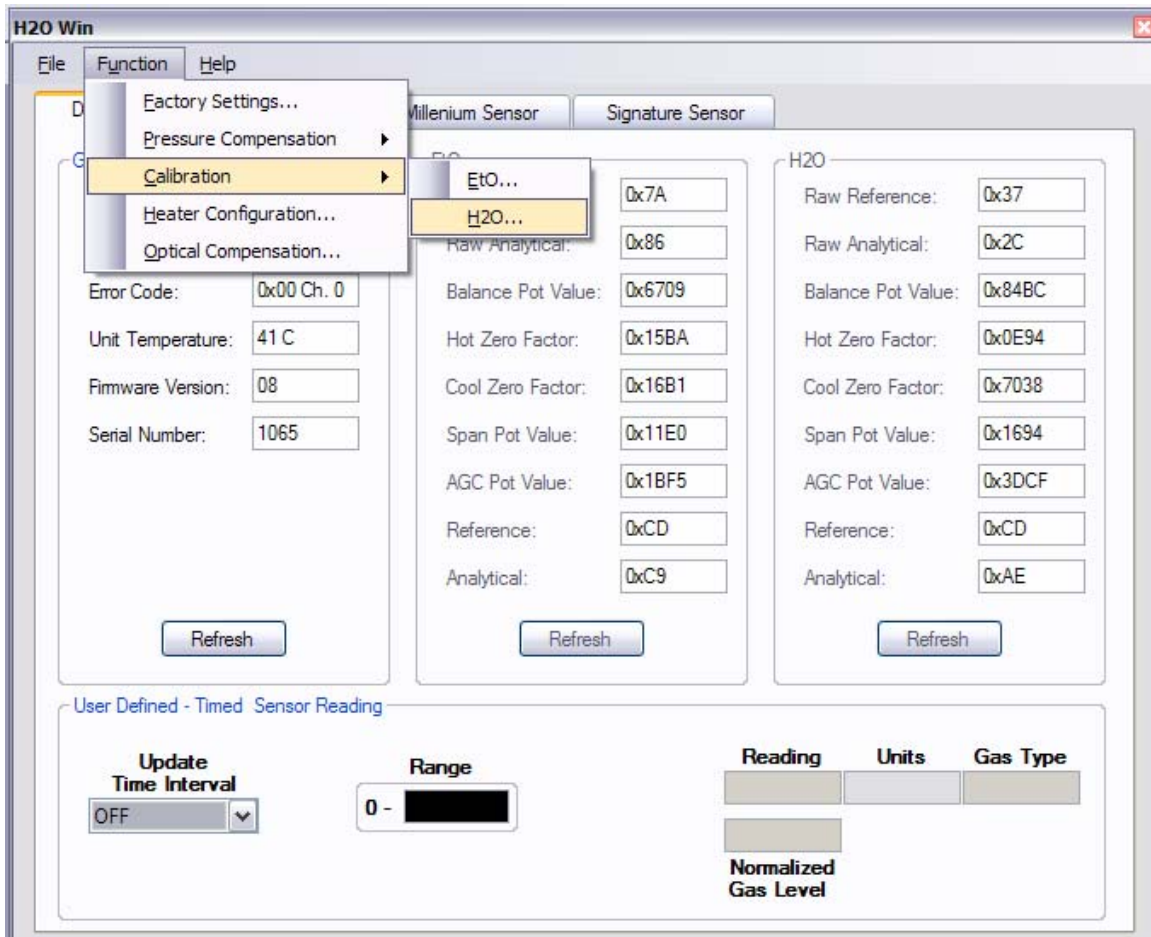 H2O Win
File Function Help
Factory Settings...
Pressure Compensation
Calibration
Heater Configuration...
Optical Compensation...
EtO...
H2O...
Millenium Sensor
Signature Sensor
Error Code: 0x00 Ch. 0
Unit Temperature: 41 C
Firmware Version: 08
Serial Number: 1065
Refresh
0x7A
Raw Analytical: 0x86
Balance Pot Value: 0x6709
Hot Zero Factor: 0x15BA
Cool Zero Factor: 0x16B1
Span Pot Value: 0x11E0
AGC Pot Value: 0x1BF5
Reference: 0xCD
Analytical: 0xC9
Refresh
H2O
Raw Reference: 0x37
Raw Analytical: 0x2C
Balance Pot Value: 0x84BC
Hot Zero Factor: 0x0E94
Cool Zero Factor: 0x7038
Span Pot Value: 0x1694
AGC Pot Value: 0x3DCF
Reference: 0xCD
Analytical: 0xAE
Refresh
User Defined - Timed Sensor Reading
Update
Time Interval
OFF
Range
0 -
Reading Units Gas Type
Normalized
Gas Level